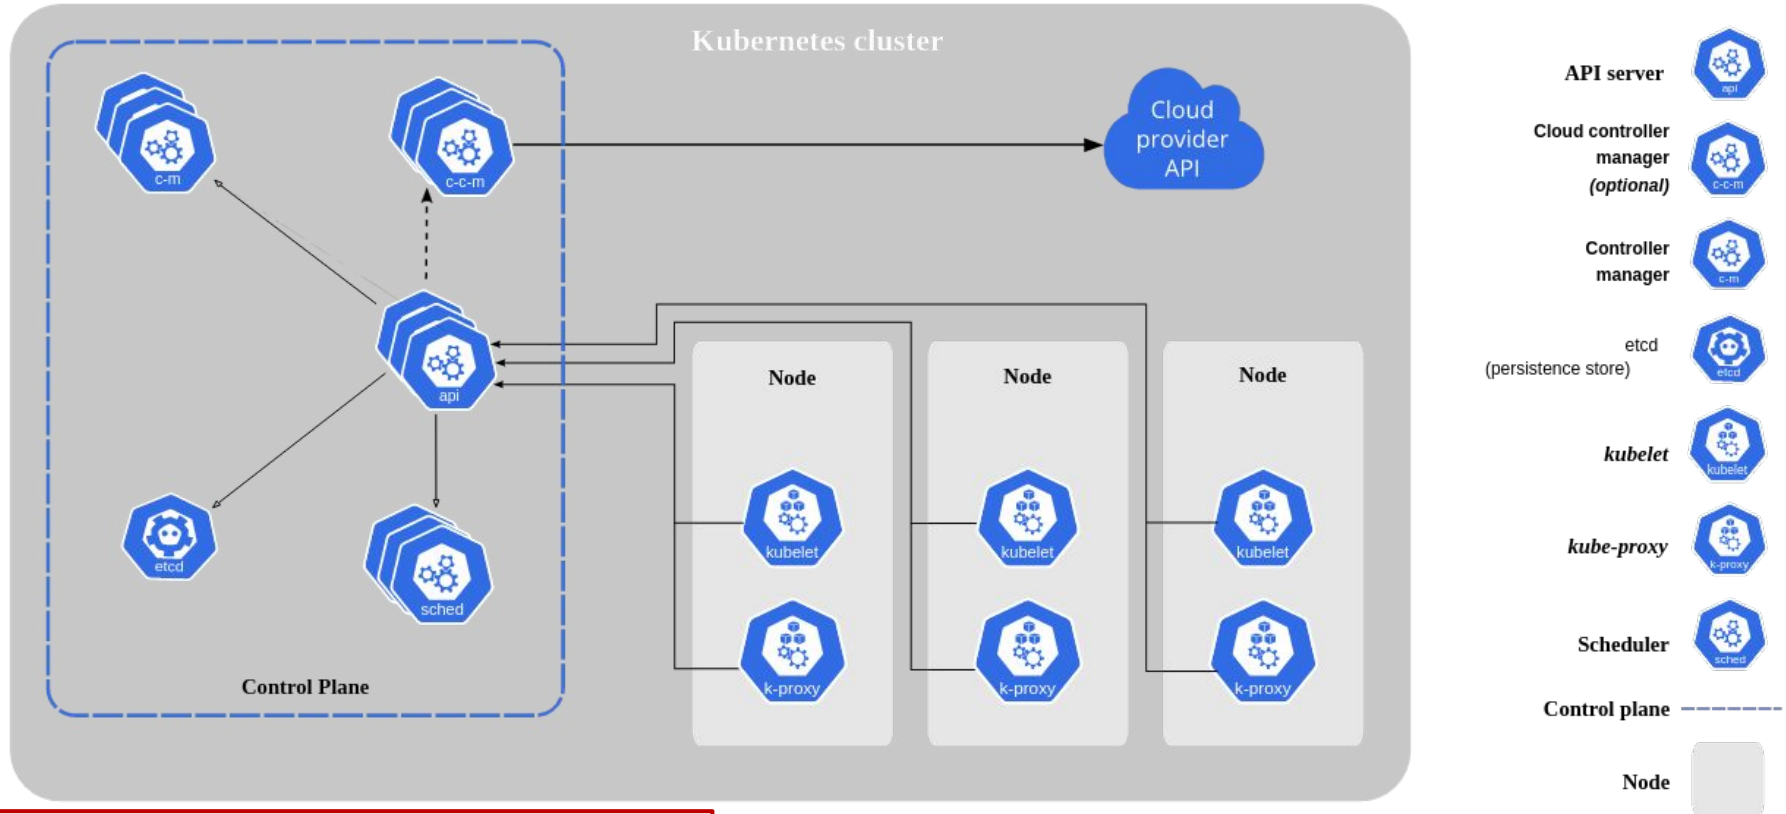 Kubernetes cluster
c-m
c-c-m
Cloud
provider
API
api
etcd
sched
Control Plane
Node
kubelet
k-proxy
Node
kubelet
k-proxy
Node
kubelet
k-proxy
API server
api
Cloud controller
manager
(optional)
c-c-m
Controller
manager
c-m
etcd
(persistence store)
etcd
kubelet
kubelet
kube-proxy
k-proxy
Scheduler
sched
Control plane
Node